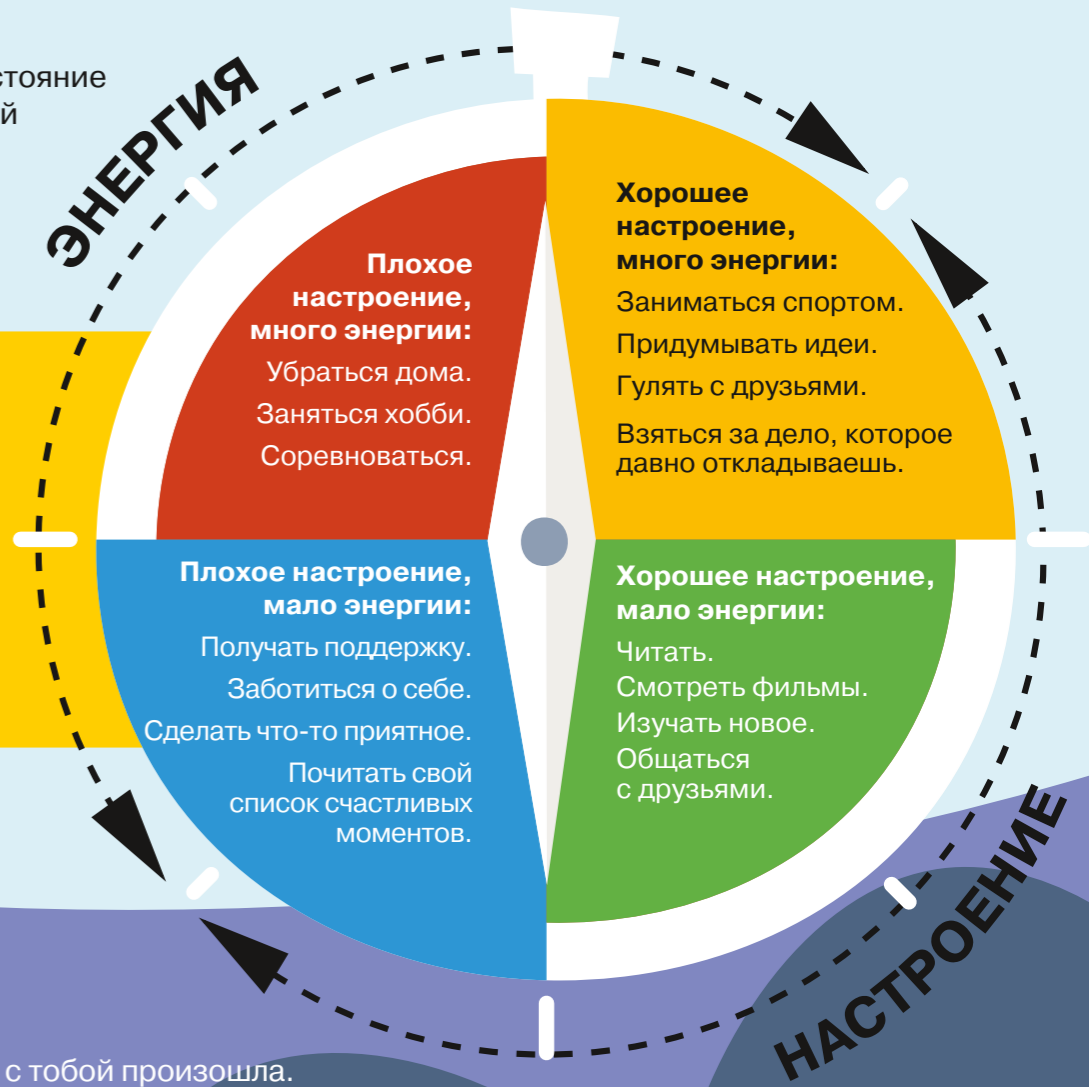 стояние
й
ЭНЕРГИЯ
Плохое
настроение,
много энергии:
Убраться дома.
Заняться хобби.
Соревноваться.
Хорошее
настроение,
много энергии:
Заниматься спортом.
Придумывать идеи.
Гулять с друзьями.
Взяться за дело, которое
давно откладываешь.
Плохое настроение,
мало энергии:
Получать поддержку.
Заботиться о себе.
Сделать что-то приятное.
Почитать свой
список счастливых
моментов.
Хорошее настроение,
мало энергии:
Читать.
Смотреть фильмы.
Изучать новое.
Общаться
с друзьями.
НАСТРОЕНИЕ
с тобой произошла.